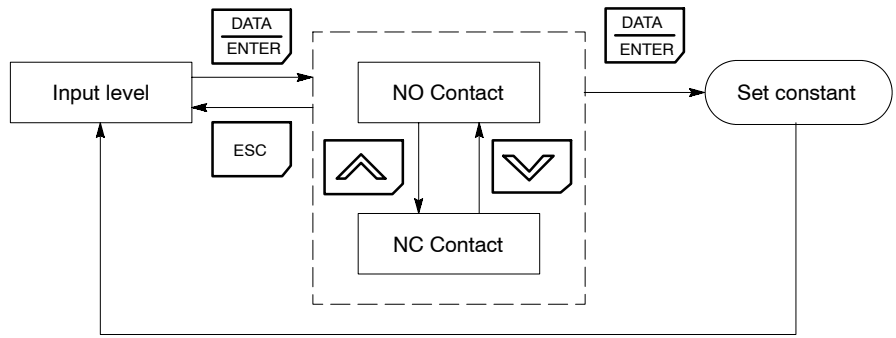 DATA
ENTER
DATA
ENTER
Input level
NO Contact
Set constant
ESC
NC Contact